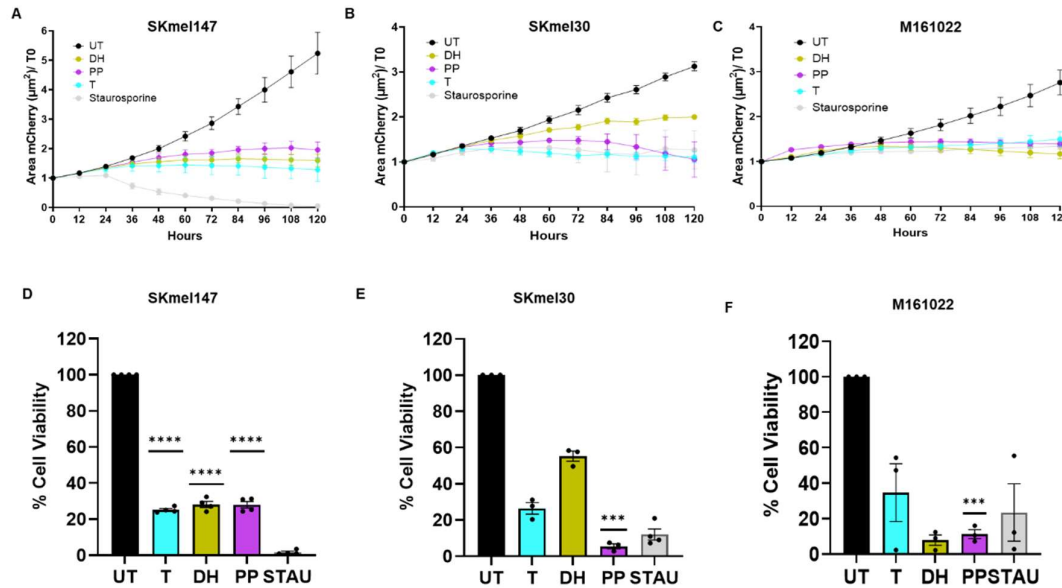 A
SKmel147
Area mCherry (µm²)/ T0
6
5
4
3
2
1
0
UT
DH
PP
T
Staurosporine
0 12 24 36 48 60 72 84 96 108 120
Hours
B
SKmel30
Area mCherry (µm²)/ T0
4
3
2
1
0
UT
DH
PP
T
Staurosporine
0 12 24 36 48 60 72 84 96 108 120
Hours
C
M161022
Area mCherry (µm²)/ T0
4
3
2
1
0
UT
DH
PP
T
Staurosporine
0 12 24 36 48 60 72 84 96 108 12
Hours
D
SKmel147
% Cell Viability
120
100
80
60
40
20
0
****
****
****
UT T DH PP STAU
E
SKmel30
% Cell Viability
120
100
80
60
40
20
0
***
UT T DH PP STAU
F
M161022
% Cell Viability
120
100
80
60
40
20
0
***
UT T DH PPSTAU